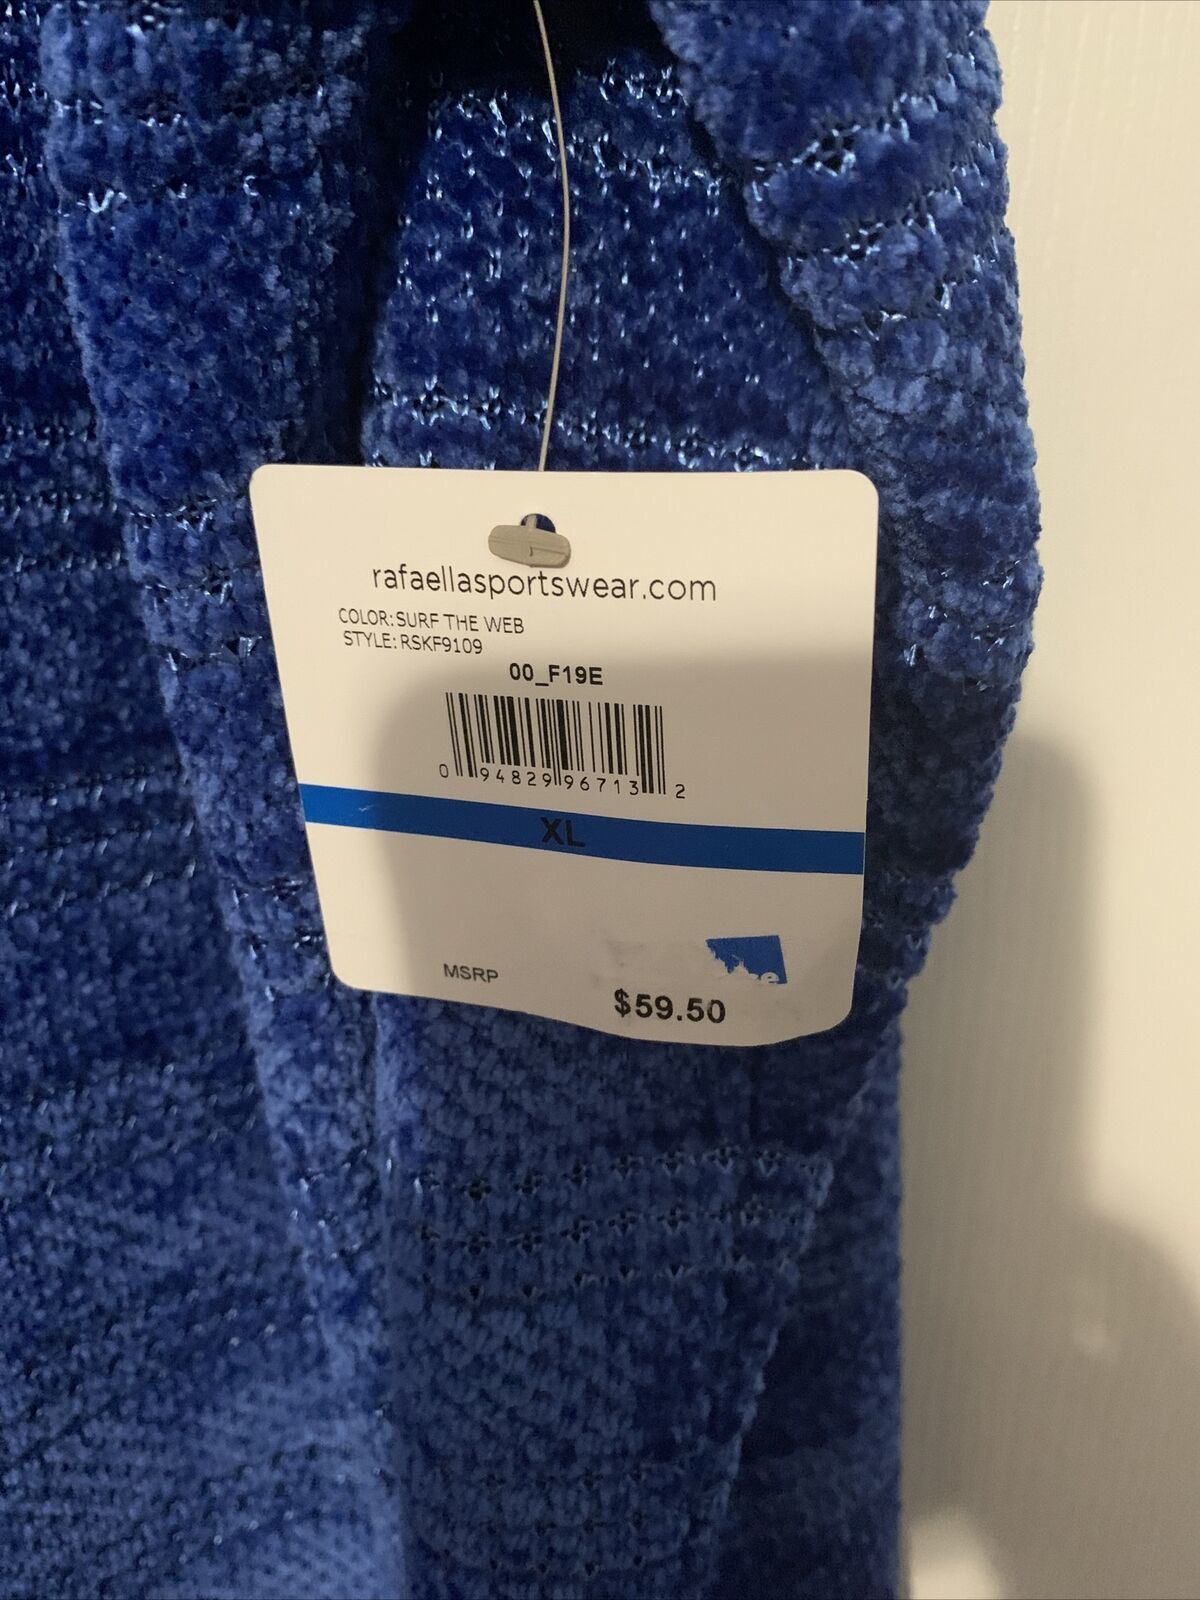 rafaellasportswear.com
COLOR:SURF THE WEB
STYLE:RSKF9109
00_F19E
0 94829 96713 2
XL
MSRP
$59.50